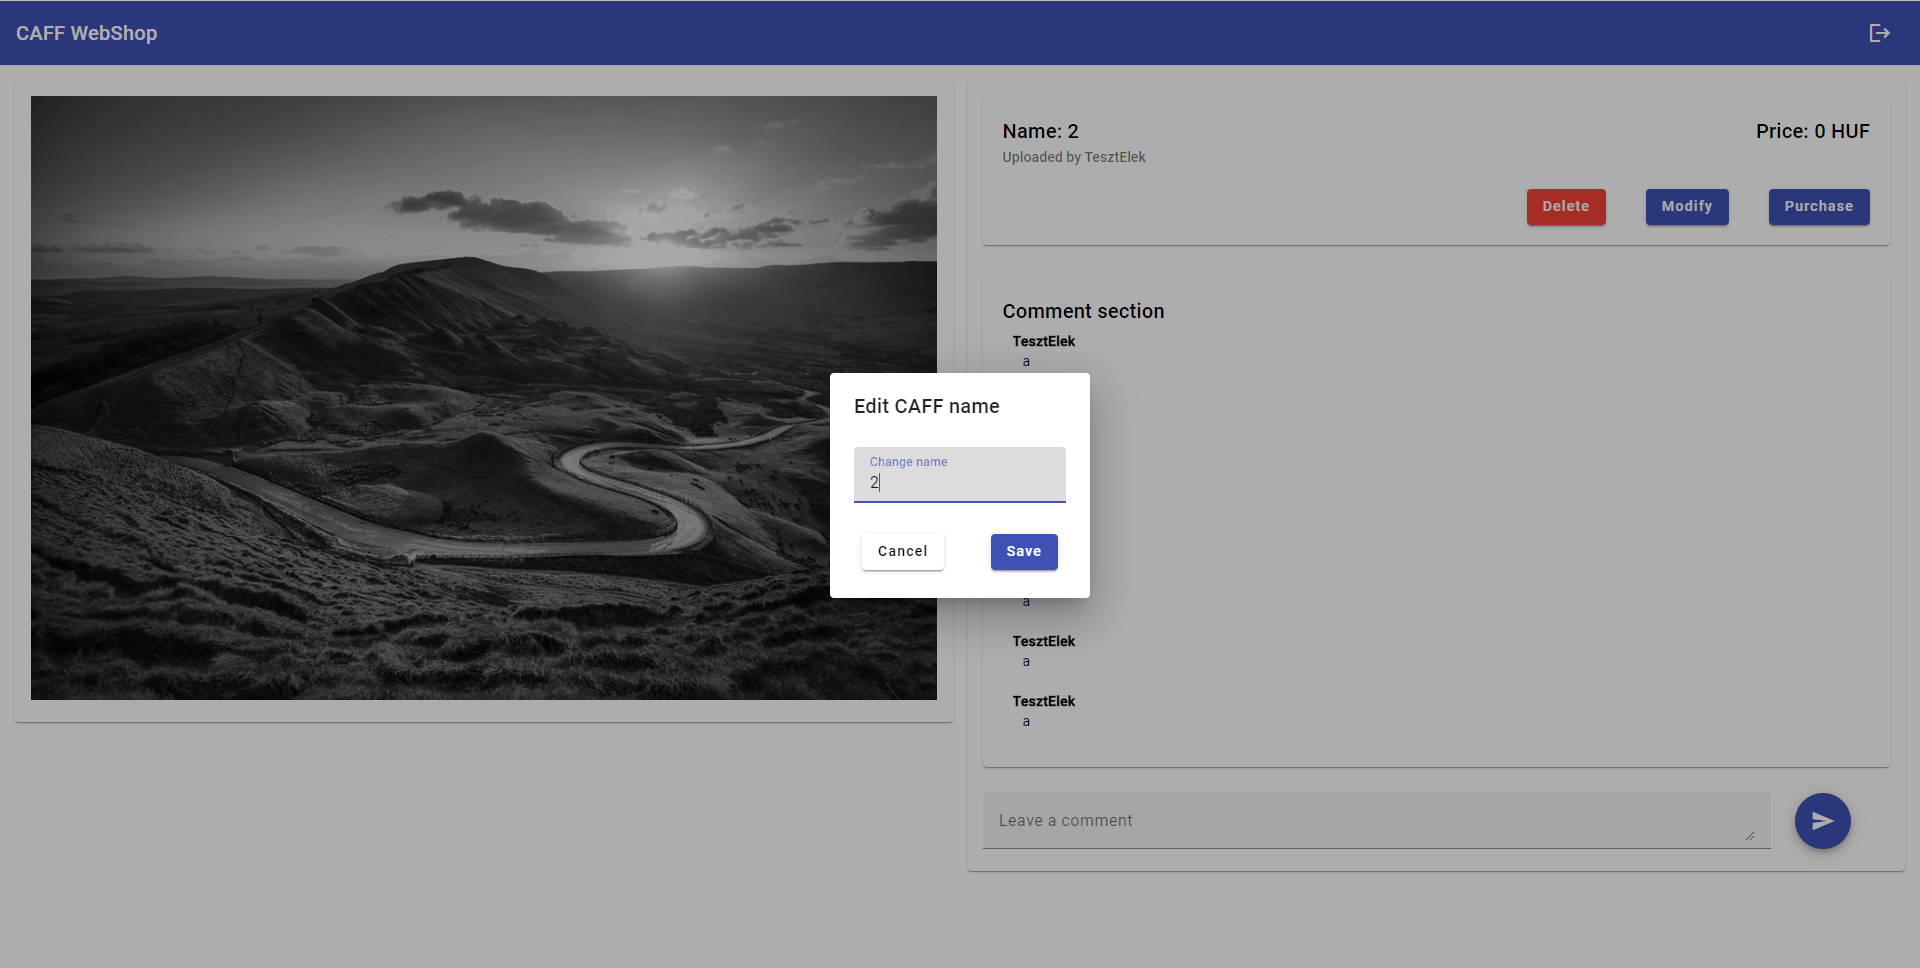 CAFF WebShop
Name: 2
Price: 0 HUF
Uploaded by TesztElek
Delete
Modify
Purchase
Comment section
TesztElek
a
Edit CAFF name
Change name
2
Cancel
Save
a
TesztElek
a
TesztElek
a
Leave a comment